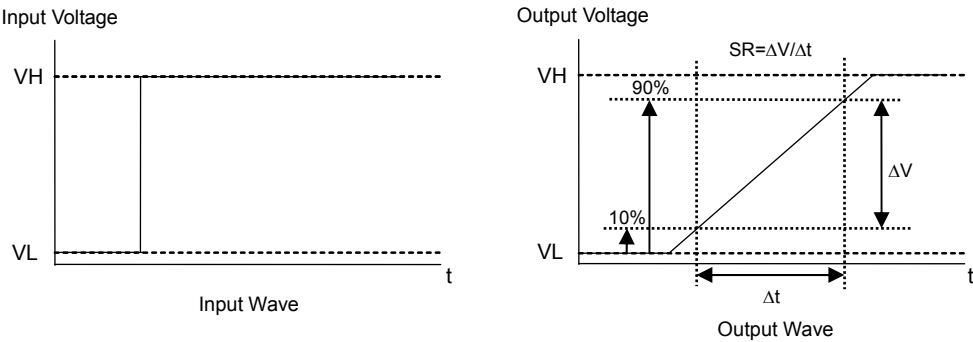 Input Voltage
VH
VL
t
Input Wave
Output Voltage
SR=ΔV/Δt
VH
90%
ΔV
10%
VL
t
Δt
Output Wave